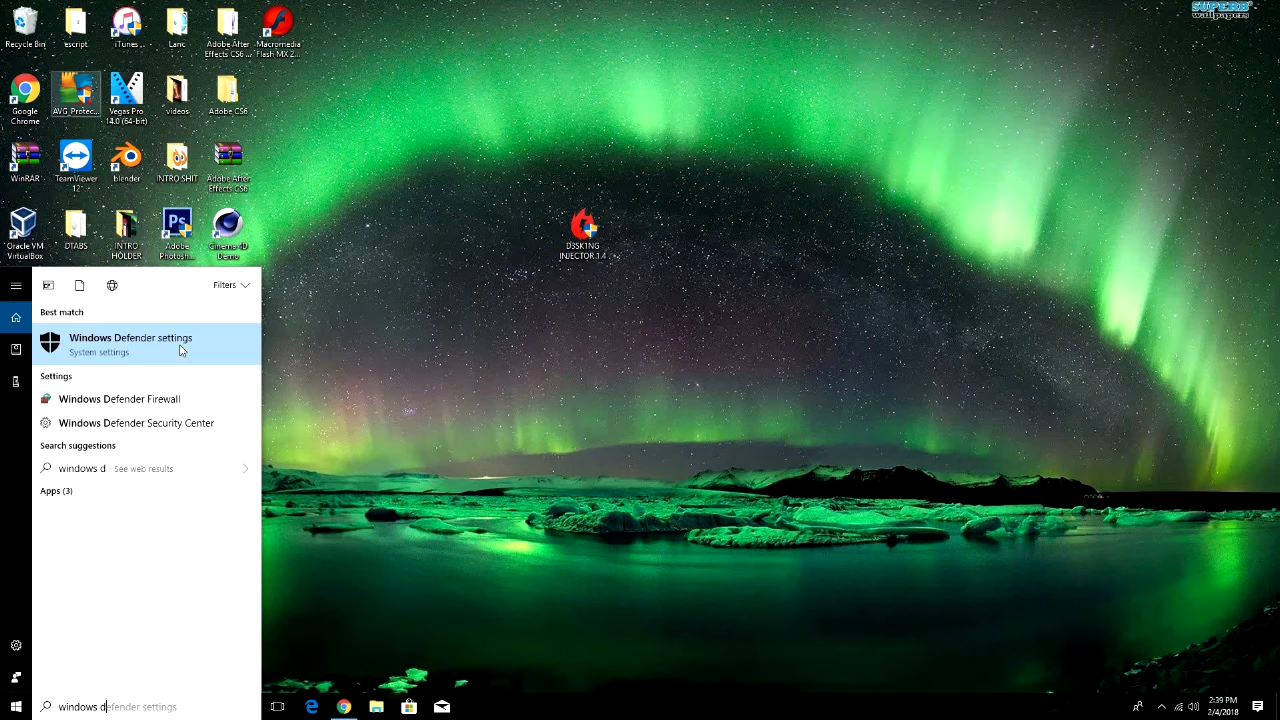 SUPERB
wallpapers
Recycle Bin
escript
iTunes
Lanc
Adobe After
Effects CS6 ...
Macromedia
Flash MX 2...
Google
Chrome
AVG_Protec...
Vegas Pro
14.0 (64-bit)
videos
Adobe CS6
WinRAR
TeamViewer
12
blender
INTRO SHIT
Adobe After
Effects CS6
Oracle VM
VirtualBox
DTABS
INTRO
HOLDER
Adobe
Photosh...
Cinema 4D
Demo
D3SK1NG
INJECTOR.1.4
Filters
Best match
Windows Defender settings
System settings
Settings
Windows Defender Firewall
Windows Defender Security Center
Search suggestions
windows d - See web results
Apps (3)
windows defender settings
2:39 PM
2/4/2018